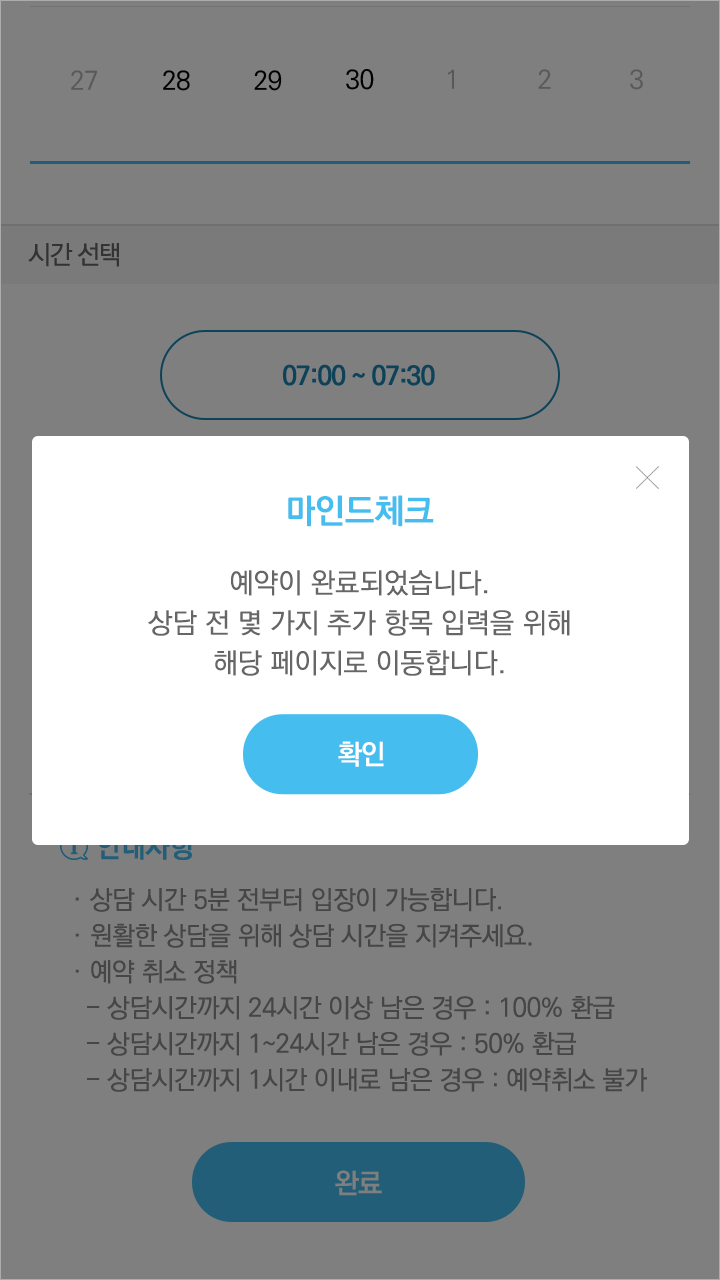 27 28 29 30 1 2 3
시간 선택
07:00 ~ 07:30
마인드체크
예약이 완료되었습니다.
상담 전 몇 가지 추가 항목 입력을 위해
해당 페이지로 이동합니다.
확인
안내사항
· 상담 시간 5분 전부터 입장이 가능합니다.
· 원활한 상담을 위해 상담 시간을 지켜주세요.
· 예약 취소 정책
– 상담시간까지 24시간 이상 남은 경우 : 100% 환급
– 상담시간까지 1~24시간 남은 경우 : 50% 환급
– 상담시간까지 1시간 이내로 남은 경우 : 예약취소 불가
완료